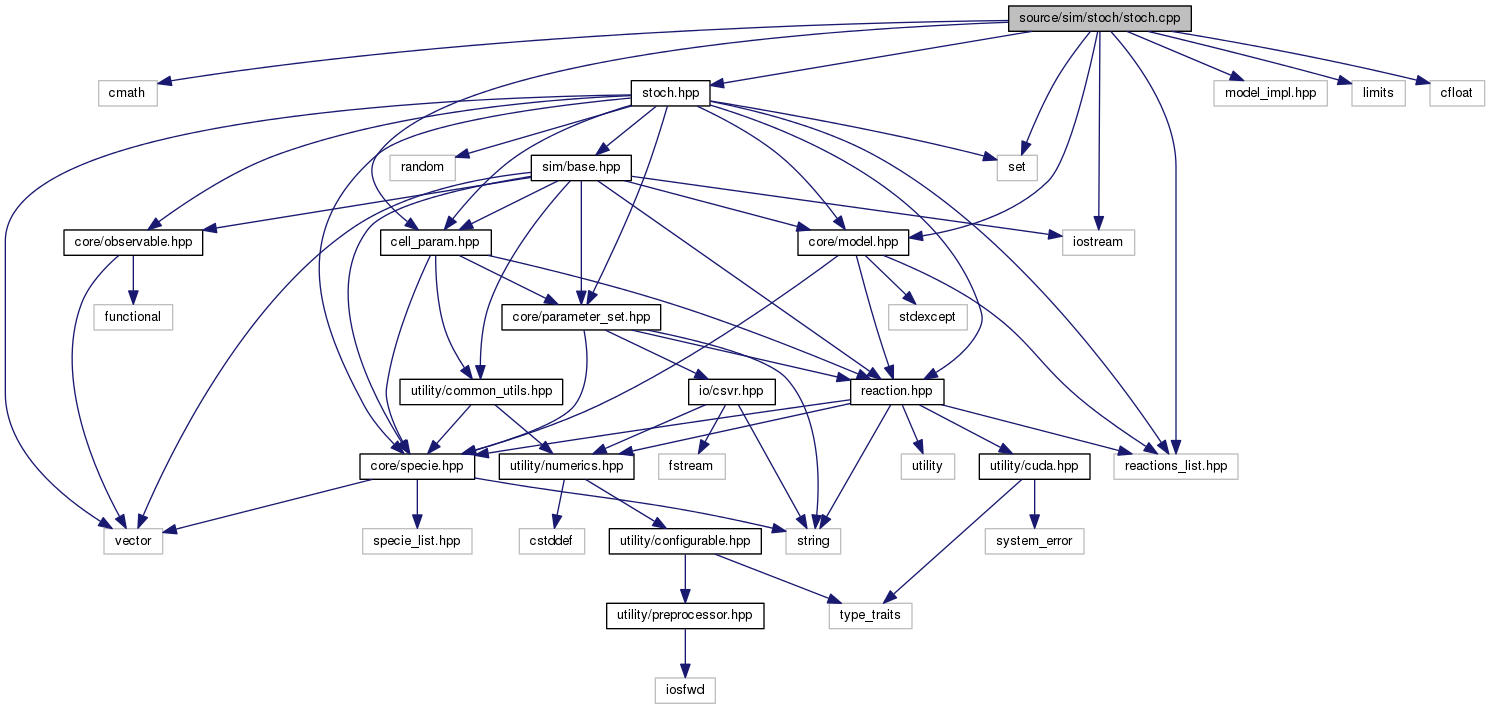 source/sim/stoch/stoch.cpp
cmath
stoch.hpp
model_impl.hpp
limits
cfloat
random
sim/base.hpp
set
core/observable.hpp
cell_param.hpp
core/model.hpp
iostream
functional
core/parameter_set.hpp
stdexcept
utility/common_utils.hpp
io/csvr.hpp
reaction.hpp
core/specie.hpp
utility/numerics.hpp
fstream
utility
utility/cuda.hpp
reactions_list.hpp
vector
specie_list.hpp
cstddef
utility/configurable.hpp
string
system_error
utility/preprocessor.hpp
type_traits
iosfwd